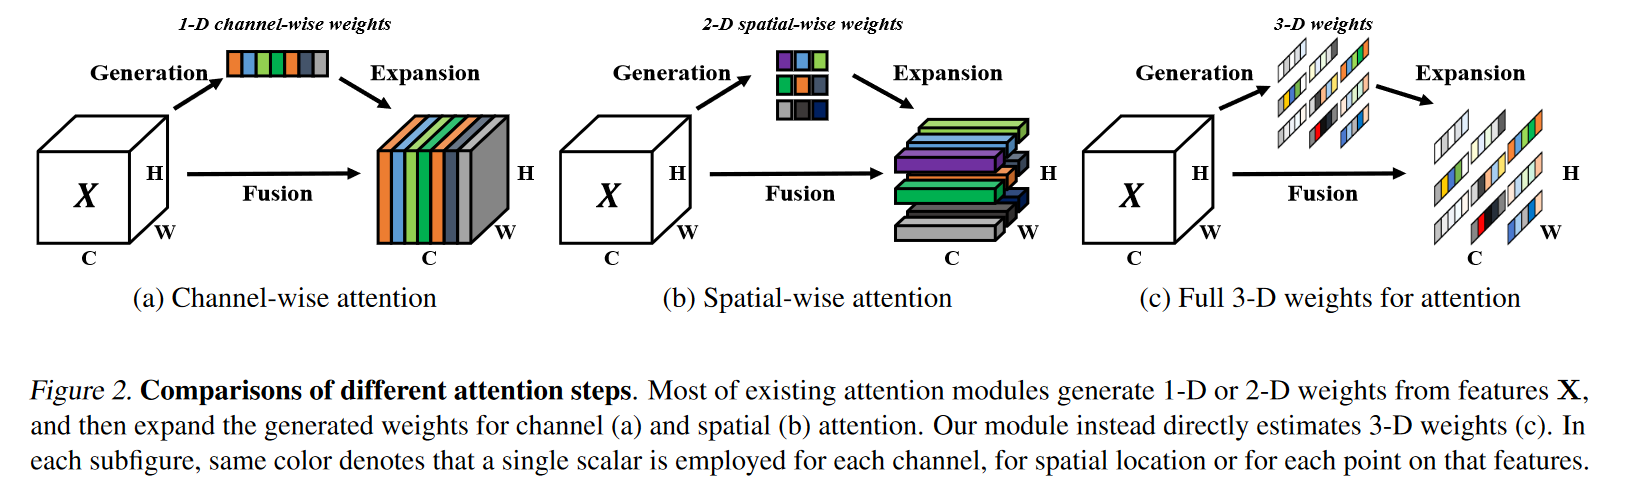 1-D channel-wise weights
Generation
Expansion
X
H
W
C
Fusion
H
W
C
(a) Channel-wise attention
2-D spatial-wise weights
Generation
Expansion
X
H
W
C
Fusion
H
W
C
(b) Spatial-wise attention
3-D weights
Generation
Expansion
X
H
W
C
Fusion
H
W
C
(c) Full 3-D weights for attention
Figure 2. Comparisons of different attention steps. Most of existing attention modules generate 1-D or 2-D weights from features X,
and then expand the generated weights for channel (a) and spatial (b) attention. Our module instead directly estimates 3-D weights (c). In
each subfigure, same color denotes that a single scalar is employed for each channel, for spatial location or for each point on that features.